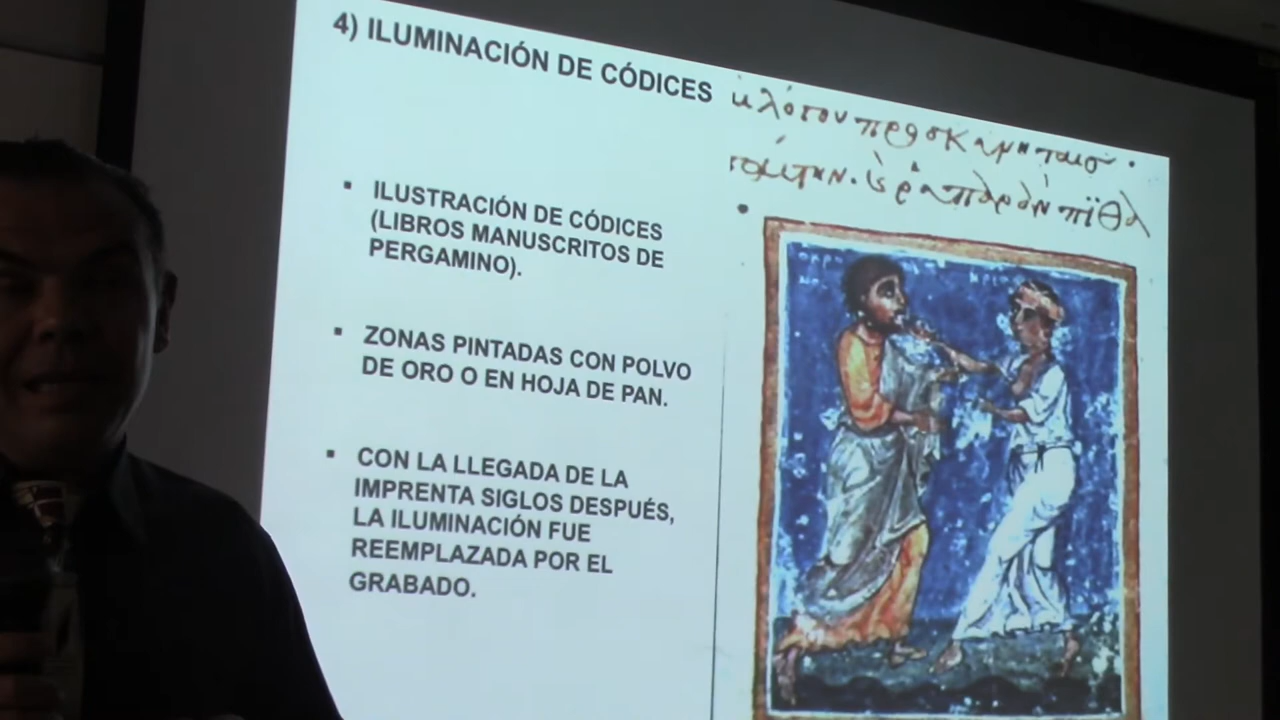 4) ILUMINACIÓN DE CÓDICES
▪ ILUSTRACIÓN DE CÓDICES
(LIBROS MANUSCRITOS DE
PERGAMINO).
▪ ZONAS PINTADAS CON POLVO
DE ORO O EN HOJA DE PAN.
▪ CON LA LLEGADA DE LA
IMPRENTA SIGLOS DESPUÉS,
LA ILUMINACIÓN FUE
REEMPLAZADA POR EL
GRABADO.